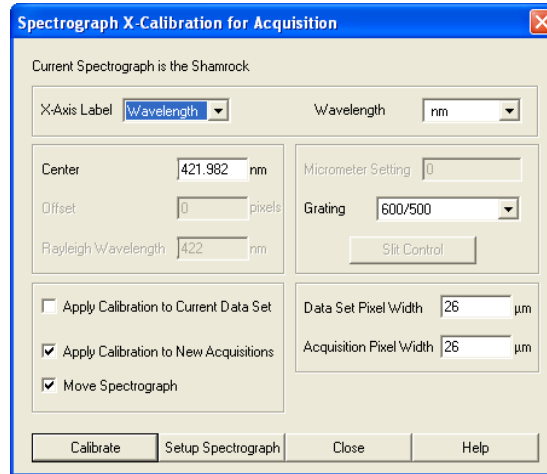 Spectrograph X-Calibration for Acquisition
Current Spectrograph is the Shamrock
X-Axis Label Wavelength Wavelength nm
Center 421.982 nm
Offset 0 pixels
Rayleigh Wavelength 422 nm
Micrometer Setting 0
Grating 600/500
Slit Control
Apply Calibration to Current Data Set
Apply Calibration to New Acquisitions
Move Spectrograph
Data Set Pixel Width 26 µm
Acquisition Pixel Width 26 µm
Calibrate Setup Spectrograph Close Help